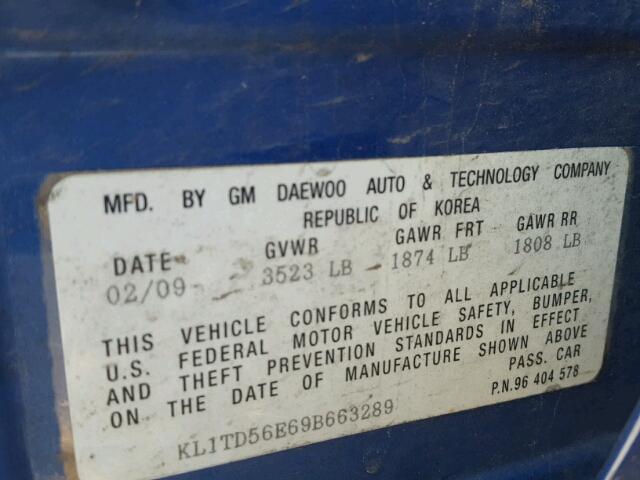 MFD. BY GM DAEWOO AUTO & TECHNOLOGY COMPANY
REPUBLIC OF KOREA
DATE GVWR GAWR FRT GAWR RR
02/09 3523 LB 1874 LB 1808 LB
THIS VEHICLE CONFORMS TO ALL APPLICABLE
U.S. FEDERAL MOTOR VEHICLE SAFETY, BUMPER,
AND THEFT PREVENTION STANDARDS IN EFFECT
ON THE DATE OF MANUFACTURE SHOWN ABOVE
PASS. CAR
KL1TD56E69B663289 P.N.96 404 578